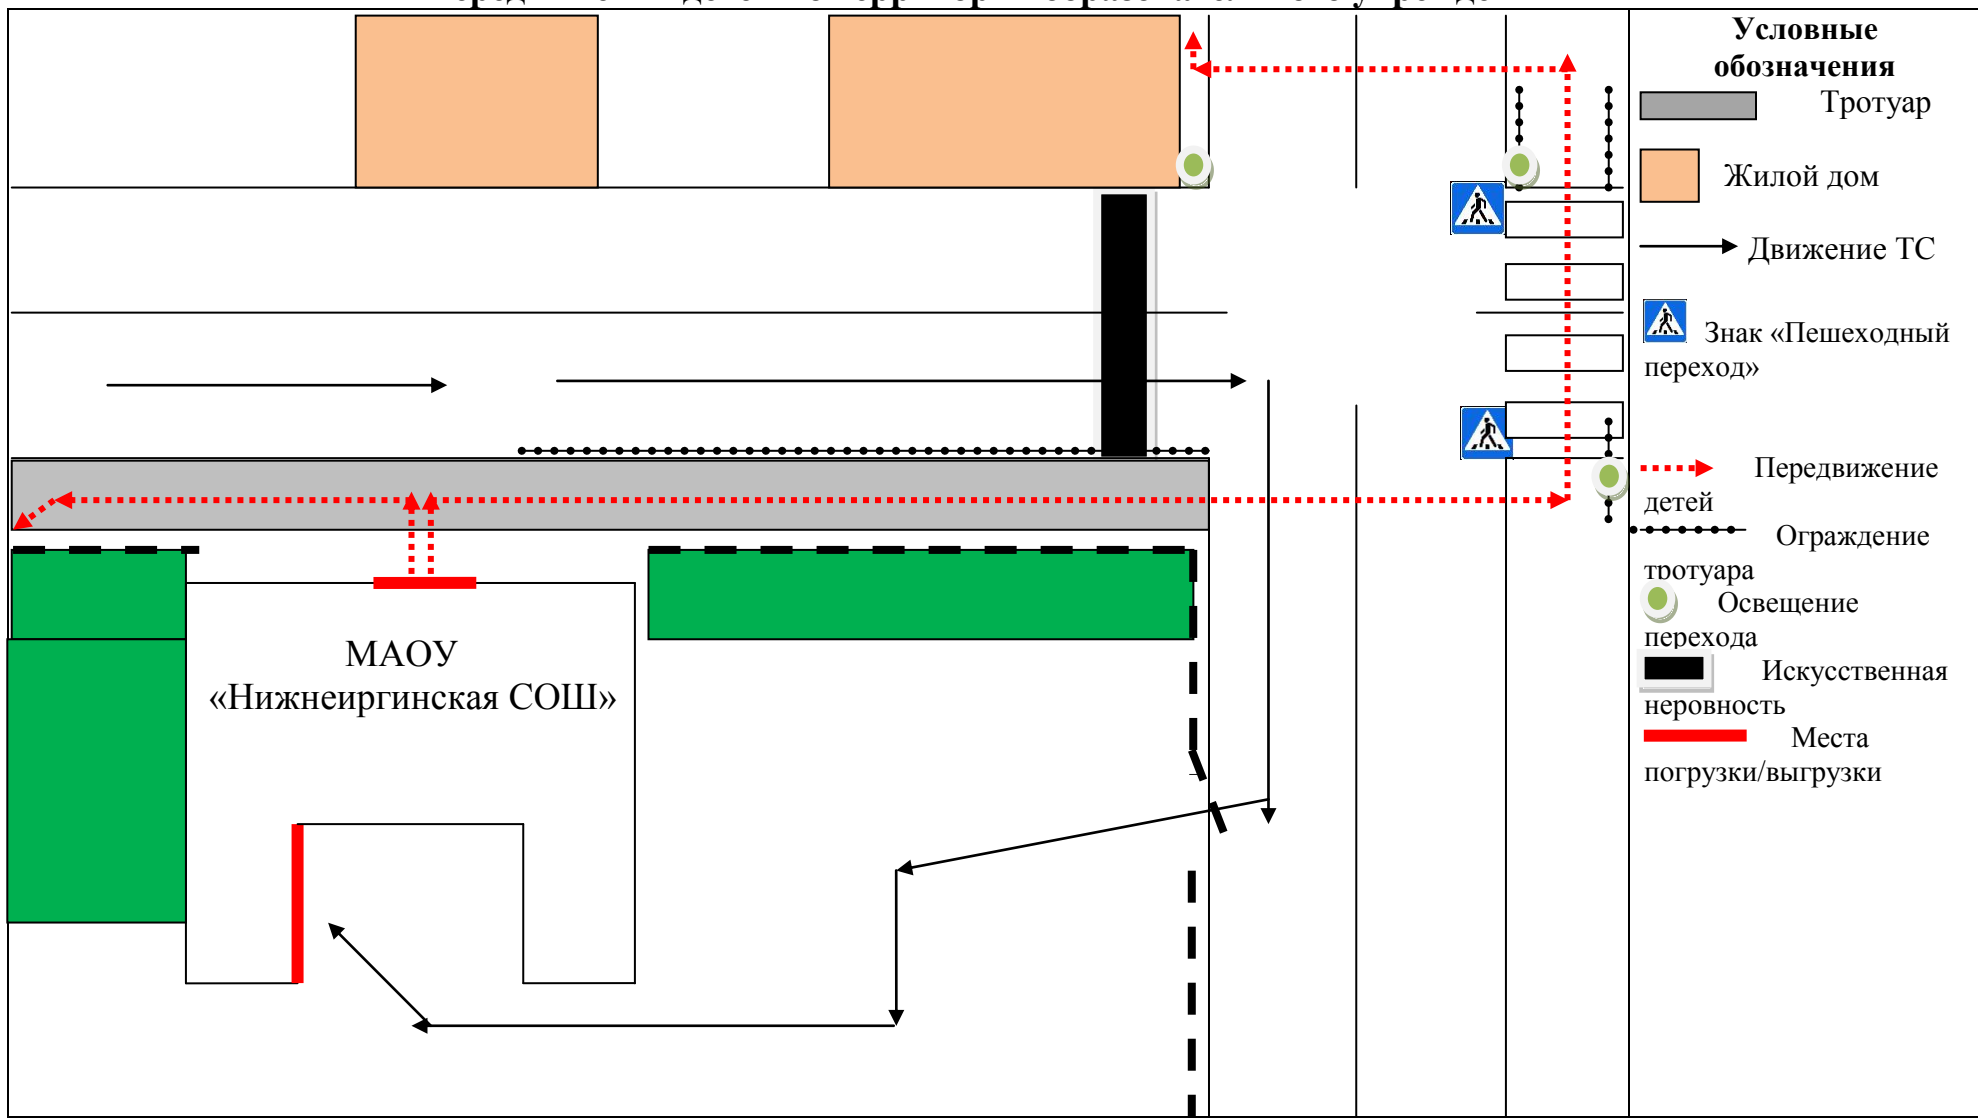 МАОУ
«Нижнеиргинская СОШ»
Условные
обозначения
Тротуар
Жилой дом
Движение ТС
Знак «Пешеходный
переход»
Передвижение
детей
Ограждение
тротуара
Освещение
перехода
Искусственная
неровность
Места
погрузки/выгрузки